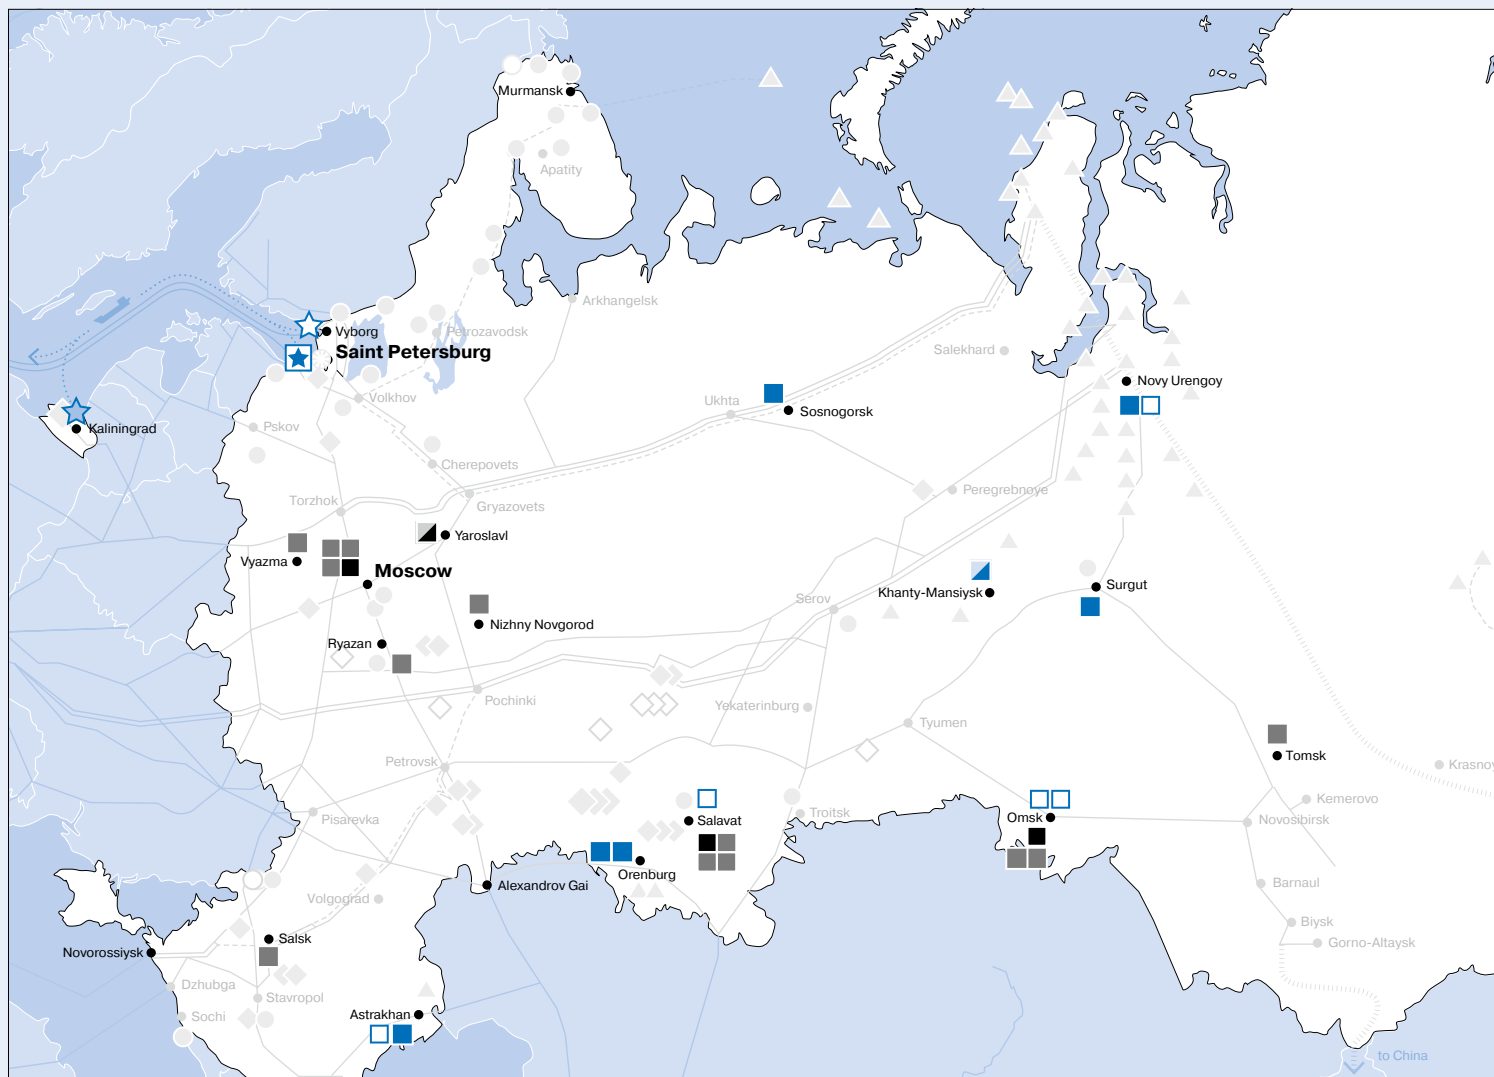 Murmansk
Apatity
Arkhangelsk
Vyborg
Petrozavodsk
Saint Petersburg
Salekhard
Novy Urengoy
Volkhov
Ukhta
Sosnogorsk
Kaliningrad
Pskov
Cherepovets
Peregrebnoye
Torzhok
Gryazovets
Yaroslavl
Vyazma
Moscow
Khanty-Mansiysk
Surgut
Serov
Nizhny Novgorod
Ryazan
Pochinki
Yekaterinburg
Tyumen
Petrovsk
Tomsk
Krasnoy
Kemerovo
Pisarevka
Salavat
Troitsk
Omsk
Novosibirsk
Orenburg
Alexandrov Gai
Barnaul
Volgograd
Biysk
Salsk
Gorno-Altaysk
Novorossiysk
Dzhubga
Stavropol
Sochi
Astrakhan
to China